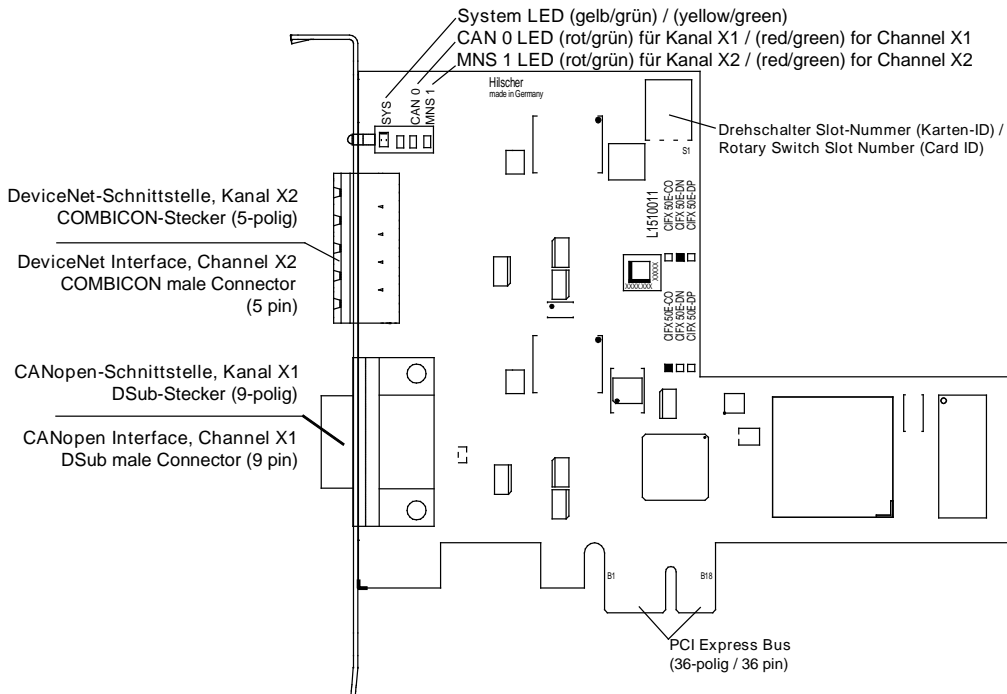 System LED (gelb/grün) / (yellow/green)
CAN 0 LED (rot/grün) für Kanal X1 / (red/green) for Channel X1
MNS 1 LED (rot/grün) für Kanal X2 / (red/green) for Channel X2
SYS
CAN 0
MNS 1
Hilscher
made in Germany
S1
Drehschalter Slot-Nummer (Karten-ID) /
Rotary Switch Slot Number (Card ID)
DeviceNet-Schnittstelle, Kanal X2
COMBICON-Stecker (5-polig)
DeviceNet Interface, Channel X2
COMBICON male Connector
(5 pin)
L1510011
CIFX 50E-CO
CIFX 50E-DN
CIFX 50E-DP
XXXXX
XXXXXXX
CIFX 50E-CO
CIFX 50E-DN
CIFX 50E-DP
CANopen-Schnittstelle, Kanal X1
DSub-Stecker (9-polig)
CANopen Interface, Channel X1
DSub male Connector (9 pin)
B1
B18
PCI Express Bus
(36-polig / 36 pin)